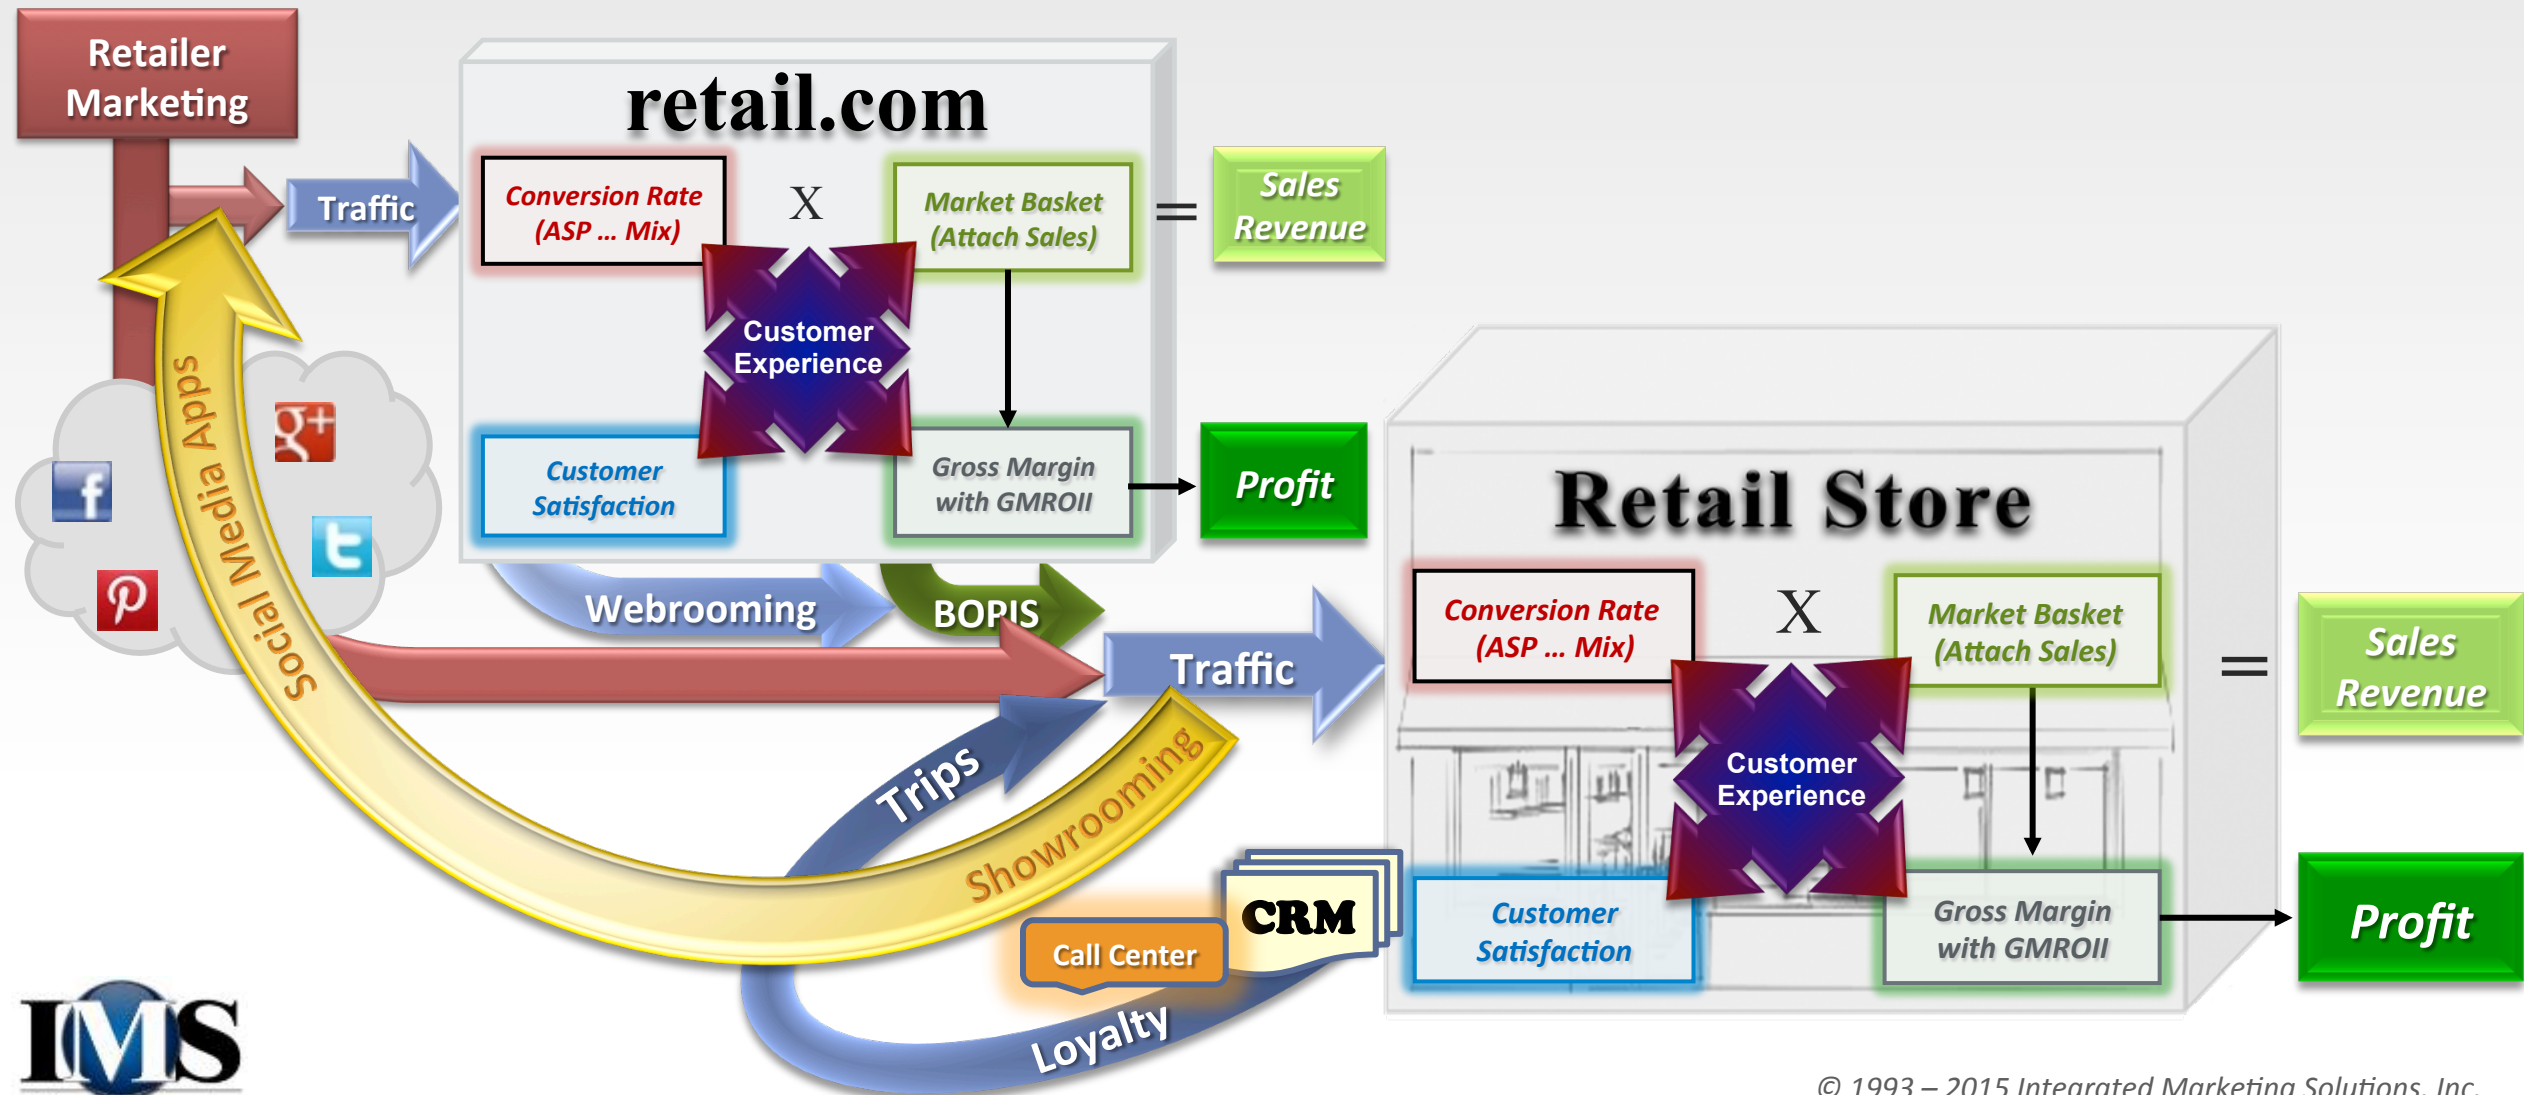 Retailer
Marketing
retail.com
Traffic
Conversion Rate
(ASP ... Mix)
X
Market Basket
(Attach Sales)
=
Sales
Revenue
Customer
Experience
Customer
Satisfaction
Gross Margin
with GMROII
Profit
g+
f
t
Social Media Apps
Webrooming
BOPIS
Traffic
Trips
Showrooming
Call Center
CRM
Loyalty
Retail Store
Conversion Rate
(ASP ... Mix)
X
Market Basket
(Attach Sales)
=
Sales
Revenue
Customer
Experience
Customer
Satisfaction
Gross Margin
with GMROII
Profit
IMS
© 1993 – 2015 Integrated Marketing Solutions, Inc.